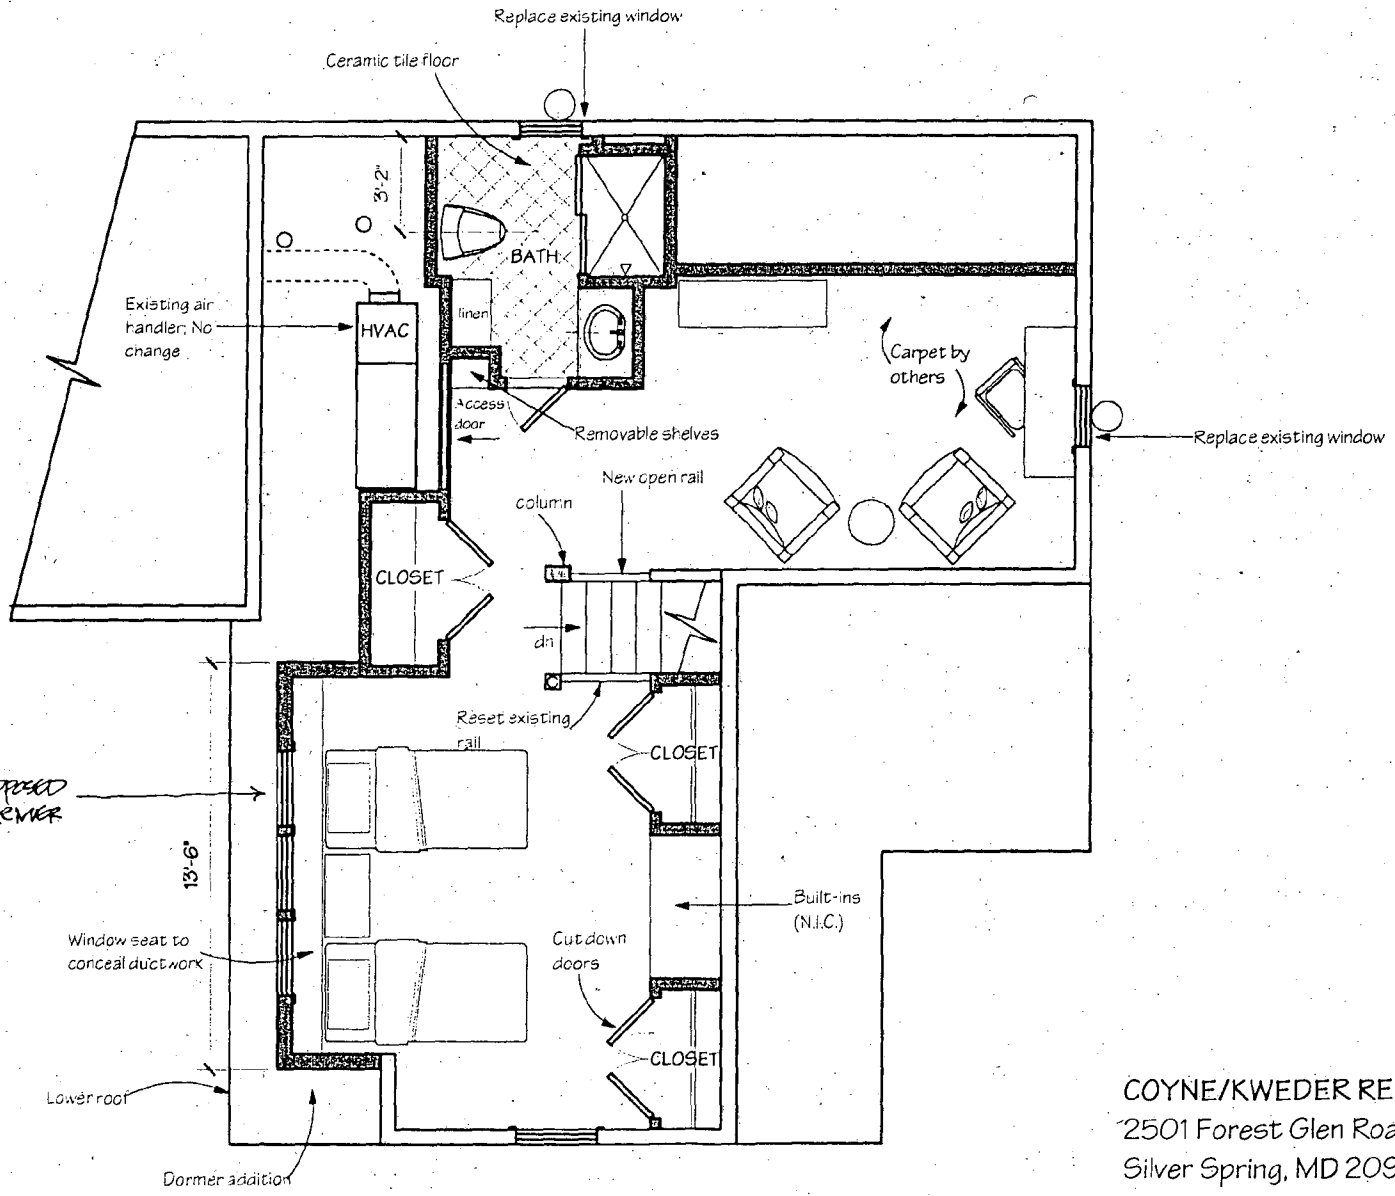 Replace existing window
Ceramic tile floor
3'-2"
BATH
Existing air
handler; No
change
HVAC
linen
Carpet by
others
Access
door
Removable shelves
Replace existing window
New open rail
column
CLOSET
dn
Reset existing
rail
CLOSET
13'-6"
Built-ins
(N.I.C.)
Window seat to
conceal ductwork
Cut down
doors
CLOSET
Lower roof
Dormer addition
COYNE/KWEDER RE
2501 Forest Glen Roa
Silver Spring, MD 209